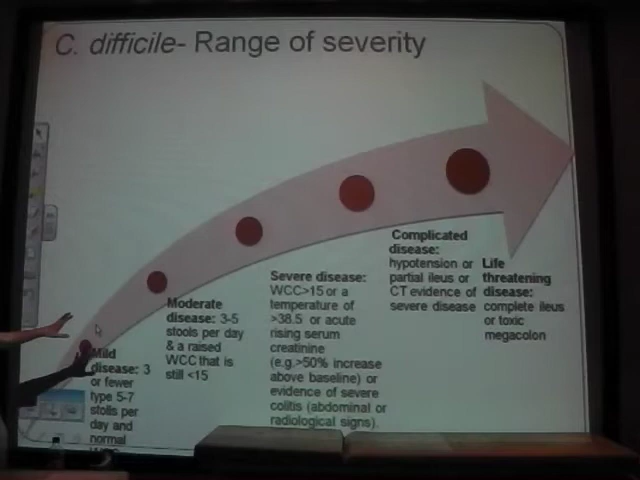 C. difficile- Range of severity
Mild
disease: 3
or fewer
type 5-7
stolls per
day and
normal
Moderate
disease: 3-5
stools per day
& a raised
WCC that is
still <15
Severe disease:
WCC>15 or a
temperature of
>38.5 or acute
rising serum
creatinine
(e.g.>50% increase
above baseline) or
evidence of severe
colitis (abdominal or
radiological signs).
Complicated
disease:
hypotension or
partial ileus or
CT evidence of
severe disease
Life
threatening
disease:
complete ileus
or toxic
megacolon